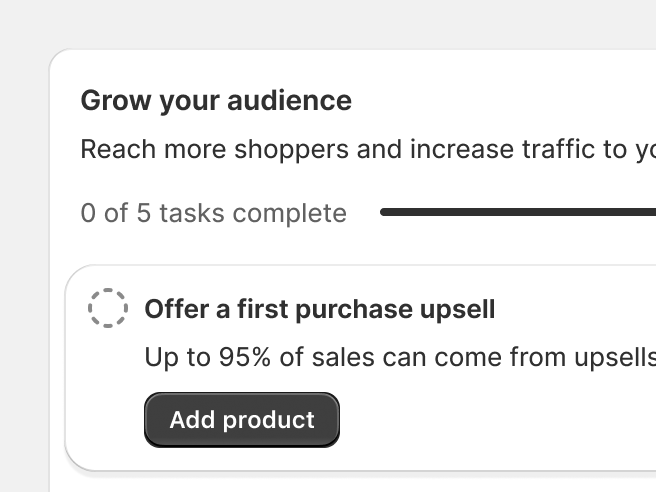 Grow your audience
Reach more shoppers and increase traffic to
0 of 5 tasks complete
Offer a first purchase upsell
Up to 95% of sales can come from upsells
Add product